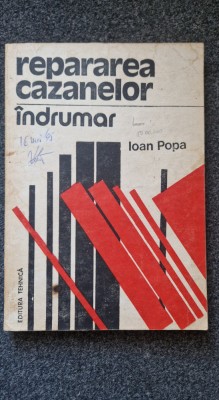 repararea
cazanelor
îndrumar
Ioan Popa
EDITURA TEHNICĂ